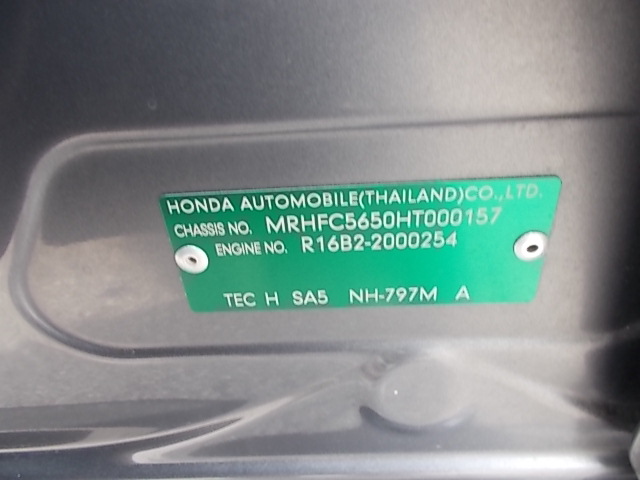 HONDA AUTOMOBILE(THAILAND)CO.,LTD.
CHASSIS NO. MRHFC5650HT000157
ENGINE NO. R16B2-2000254
TEC H SA5 NH-797M A